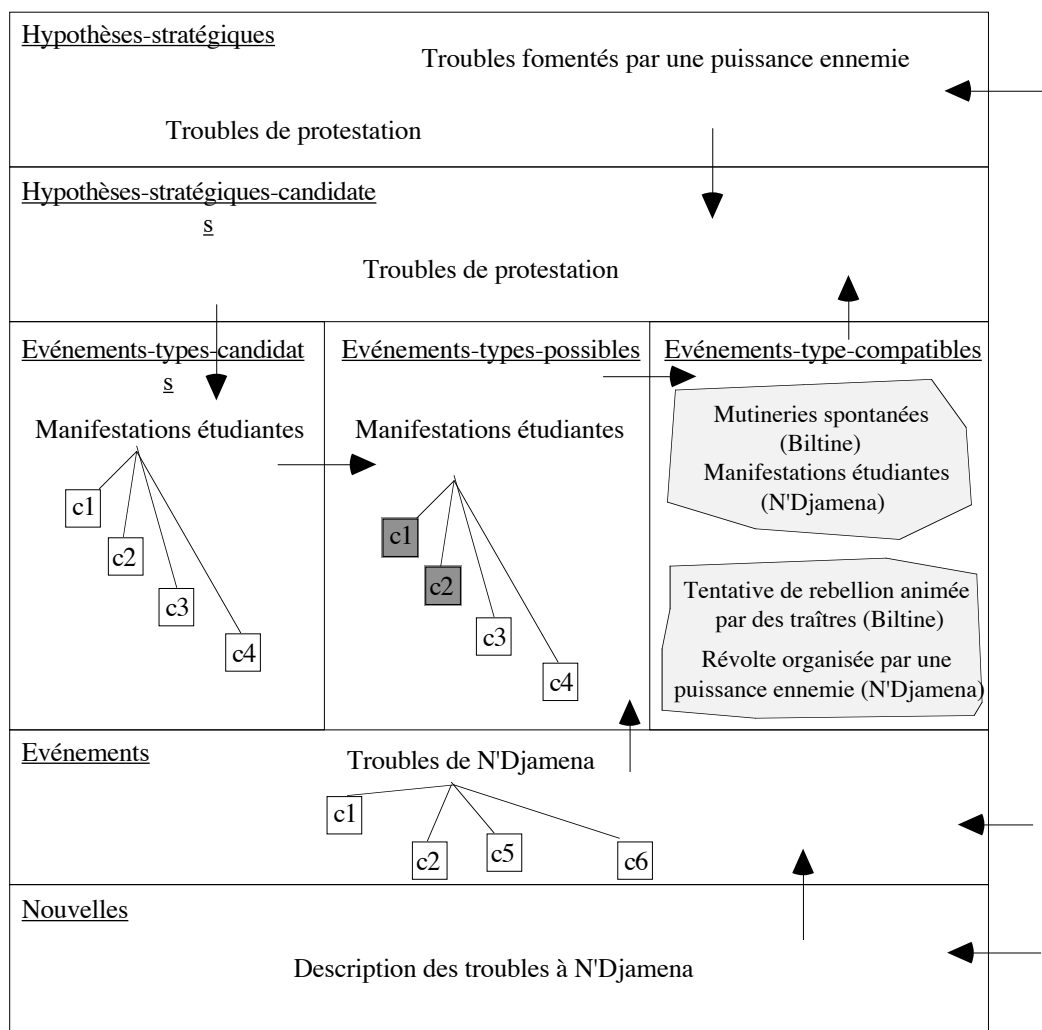 Hypothèses-stratégiques
Troubles fomentés par une puissance ennemie
Troubles de protestation
Hypothèses-stratégiques-candidate
s
Troubles de protestation
Evénements-types-candidat
s
Manifestations étudiantes
c1
c2
c3
c4
Evénements-types-possibles
Manifestations étudiantes
c1
c2
c3
c4
Evénements-type-compatibles
Mutineries spontanées
(Biltine)
Manifestations étudiantes
(N'Djamena)
Tentative de rebellion animée
par des traîtres (Biltine)
Révolte organisée par une
puissance ennemie (N'Djamena)
Evénements
Troubles de N'Djamena
c1
c2
c5
c6
Nouvelles
Description des troubles à N'Djamena